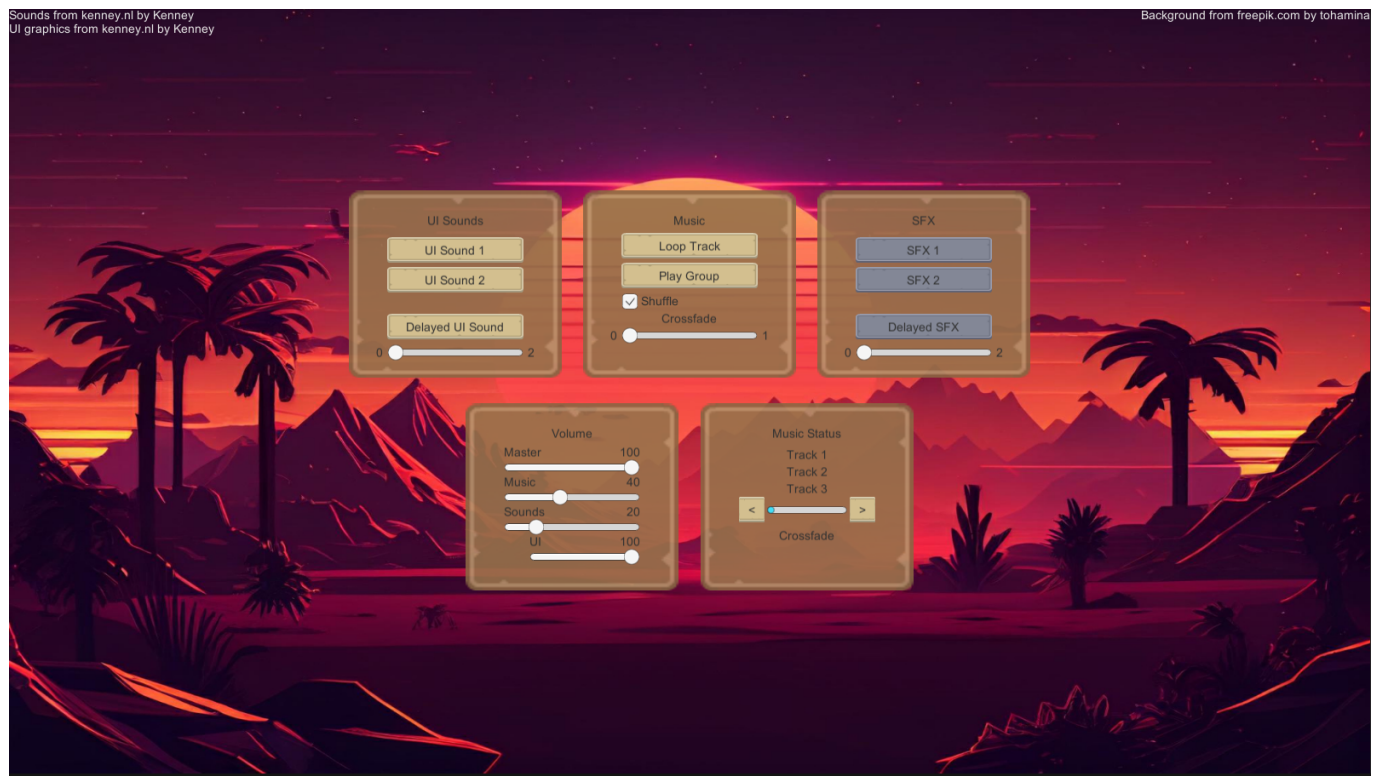 Sounds from kenney.nl by Kenney
UI graphics from kenney.nl by Kenney
Background from freepik.com by tohamina
UI Sounds
UI Sound 1
UI Sound 2
Delayed UI Sound
0 2
Music
Loop Track
Play Group
Shuffle
Crossfade
0 1
SFX
SFX 1
SFX 2
Delayed SFX
0 2
Volume
Master 100
Music 40
Sounds 20
UI 100
Music Status
Track 1
Track 2
Track 3
< >
Crossfade